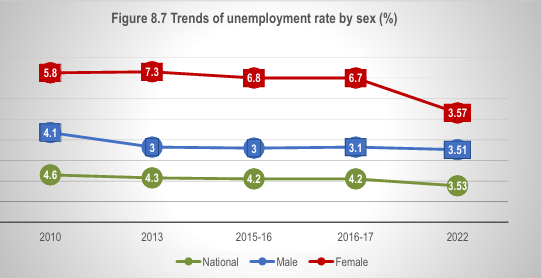 Figure 8.7 Trends of unemployment rate by sex (%)
5.8 7.3 6.8 6.7 3.57
4.1 3 3 3.1 3.51
4.6 4.3 4.2 4.2 3.53
2010 2013 2015-16 2016-17 2022
National Male Female